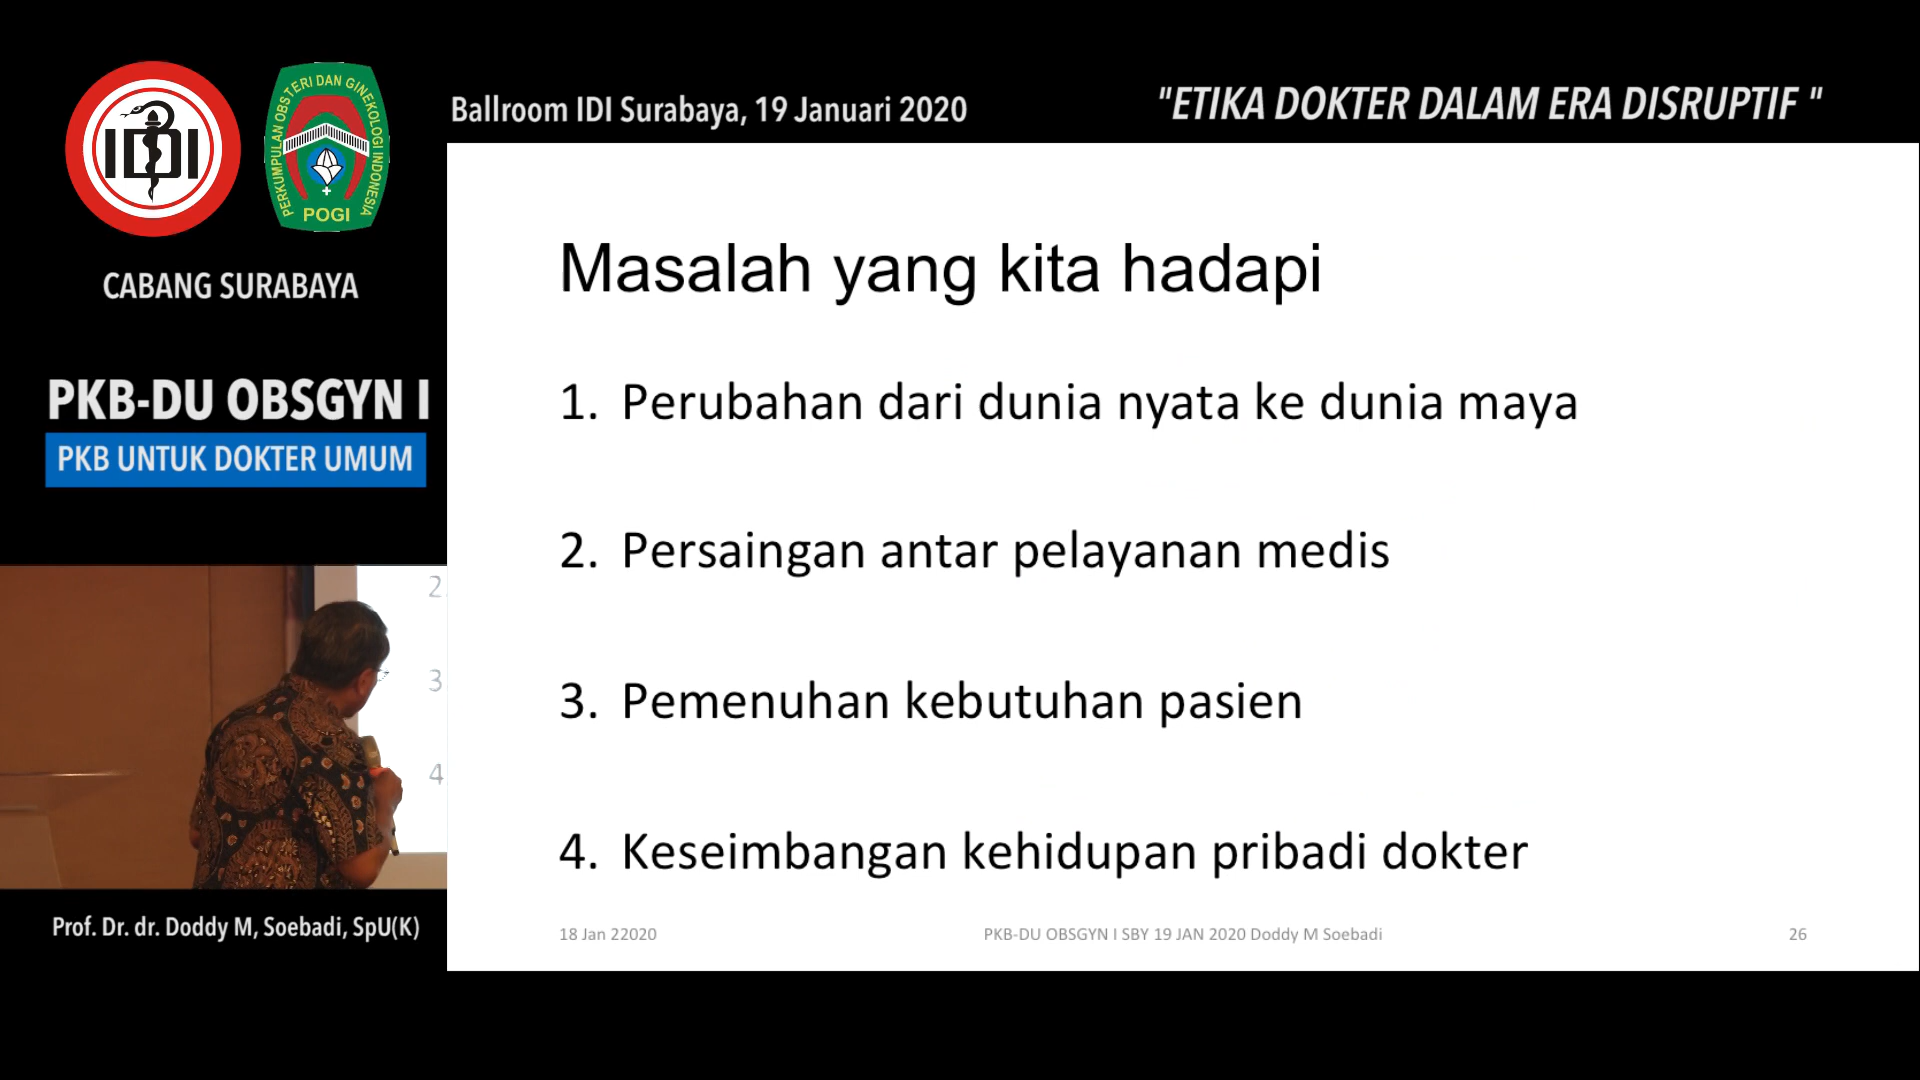 IDI
PERKUMPULAN OBSTERI DAN GINEKOLOGI INDONESIA
POGI
CABANG SURABAYA
PKB-DU OBSGYN I
PKB UNTUK DOKTER UMUM
Ballroom IDI Surabaya, 19 Januari 2020
"ETIKA DOKTER DALAM ERA DISRUPTIF "
Masalah yang kita hadapi
1. Perubahan dari dunia nyata ke dunia maya
2. Persaingan antar pelayanan medis
3. Pemenuhan kebutuhan pasien
4. Keseimbangan kehidupan pribadi dokter
18 Jan 22020
PKB-DU OBSGYN I SBY 19 JAN 2020 Doddy M Soebadi
26
2
3
4
Prof. Dr. dr. Doddy M, Soebadi, SpU(K)